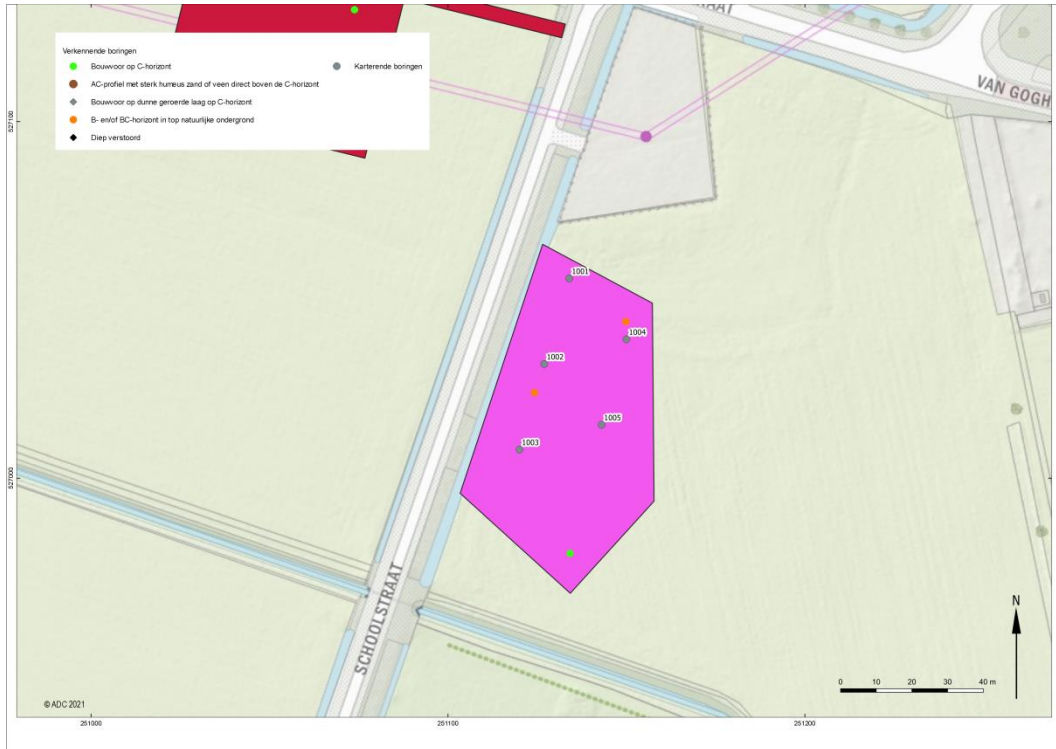 RAAT
VAN GOGH
Verkennende boringen
Bouwvoor op C-horizont
Karterende boringen
AC-profiel met sterk humeus zand of veen direct boven de C-horizont
Bouwvoor op dunne geroerde laag op C-horizont
B- en/of BC-horizont in top natuurlijke ondergrond
Diep verstoord
527100
1001
1004
1002
1005
1003
527000
SCHOOLSTRAAT
N
0 10 20 30 40 m
© ADC 2021
251000 251100 251200